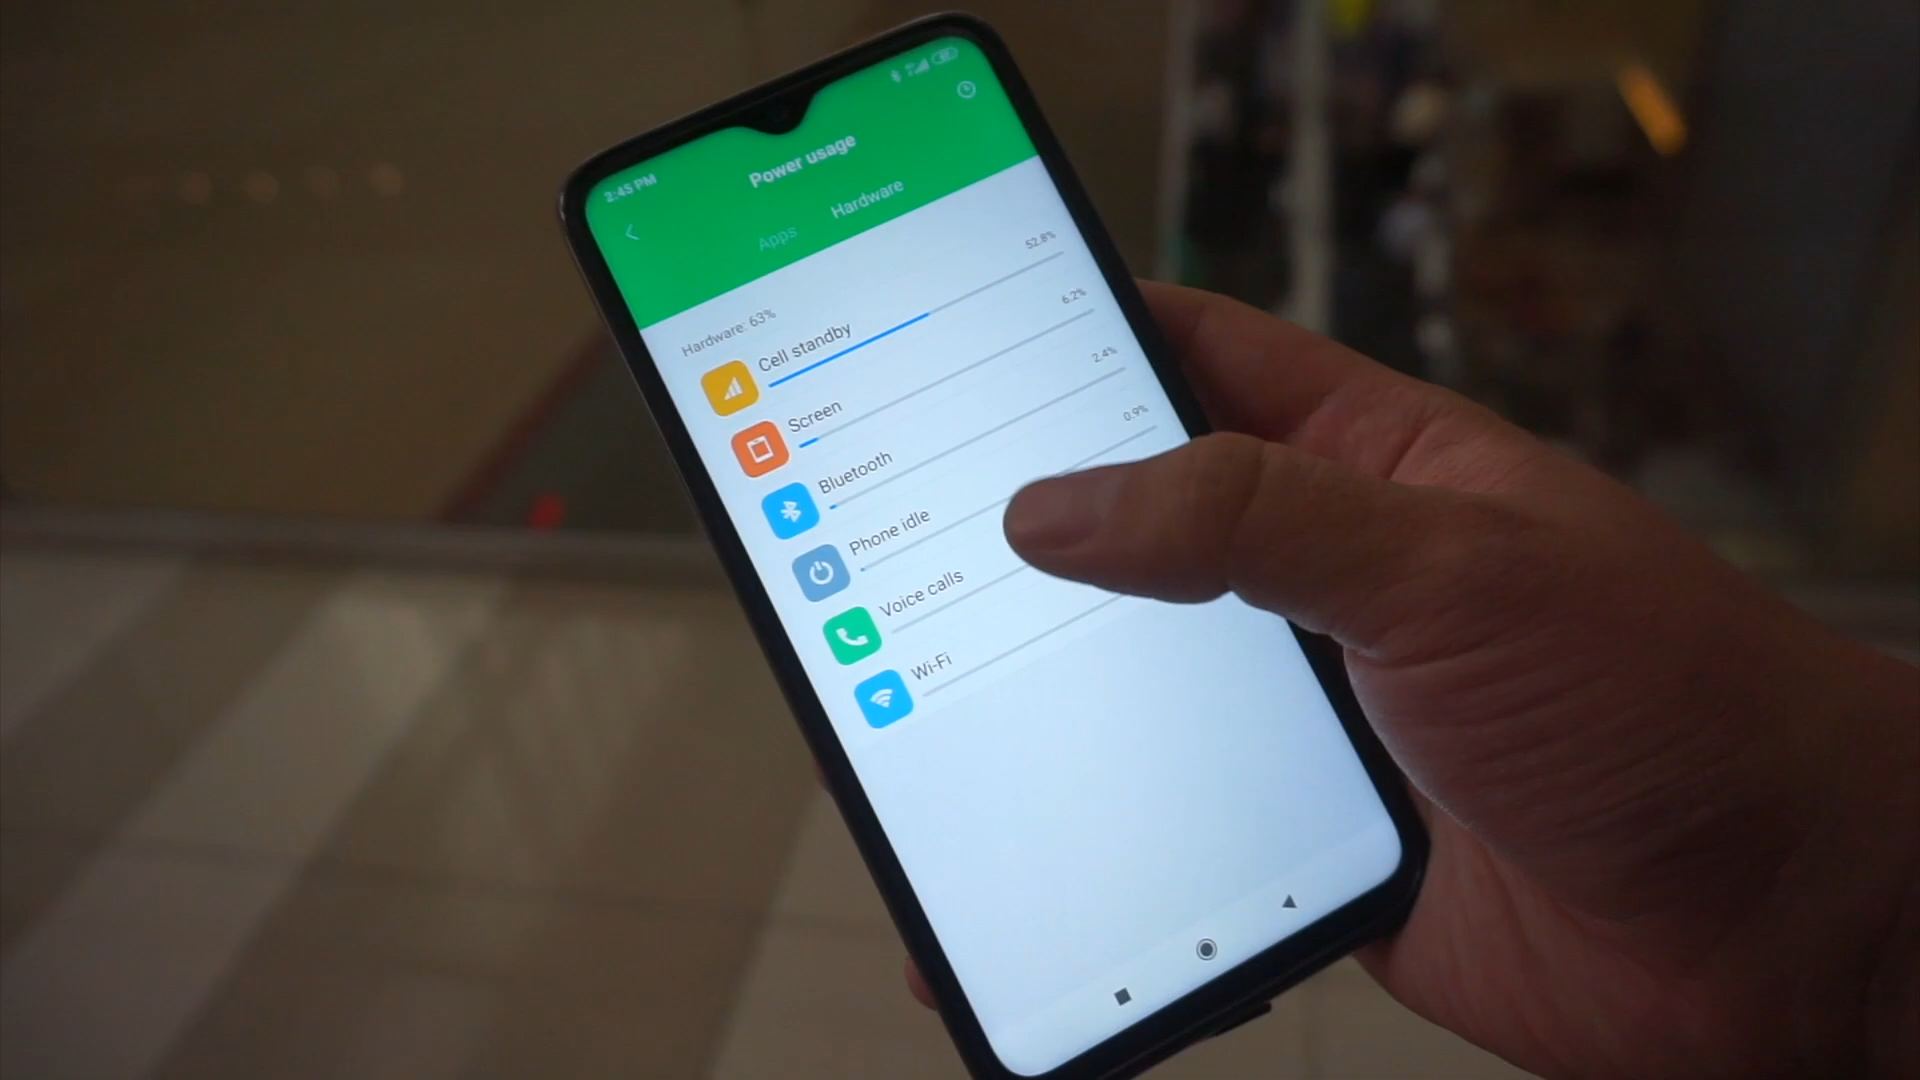 2:45 PM
Power usage
Apps Hardware
Hardware: 63%
Cell standby 52.8%
Screen 6.2%
Bluetooth 2.4%
Phone idle 0.9%
Voice calls
Wi-Fi